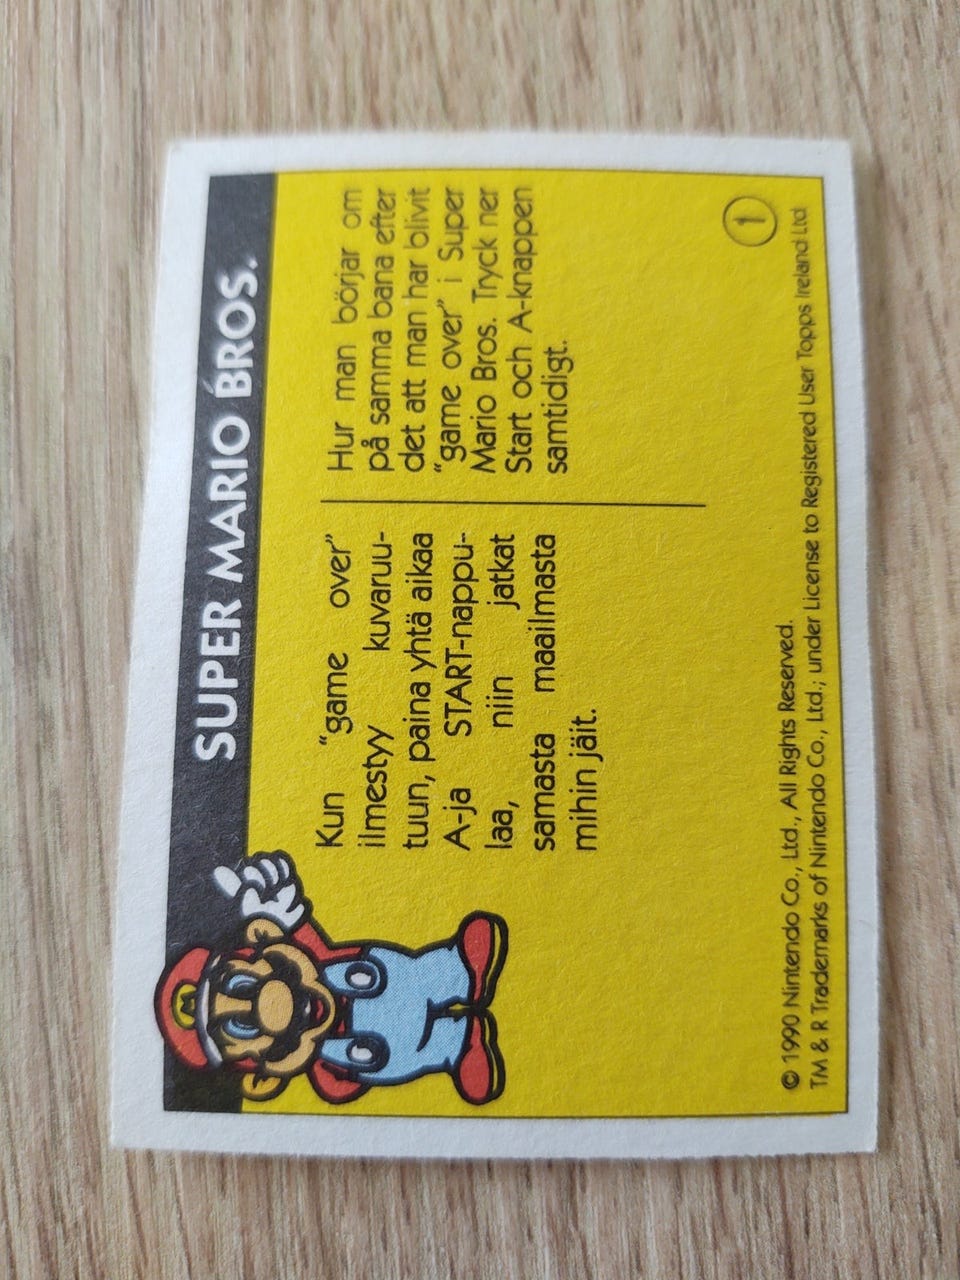 SUPER MARIO BROS.
Kun "game over"
ilmestyy kuvaruu-
tuun, paina yhtä aikaa
A-ja START-nappu-
laa, niin jatkat
samasta maailmasta
mihin jäit.
Hur man börjar om
på samma bana efter
det att man har blivit
"game over" i Super
Mario Bros. Tryck ner
Start och A-knappen
samtidigt.
1
© 1990 Nintendo Co., Ltd., All Rights Reserved.
TM & R Trademarks of Nintendo Co., Ltd.; under License to Registered User Topps Ireland Ltd
M